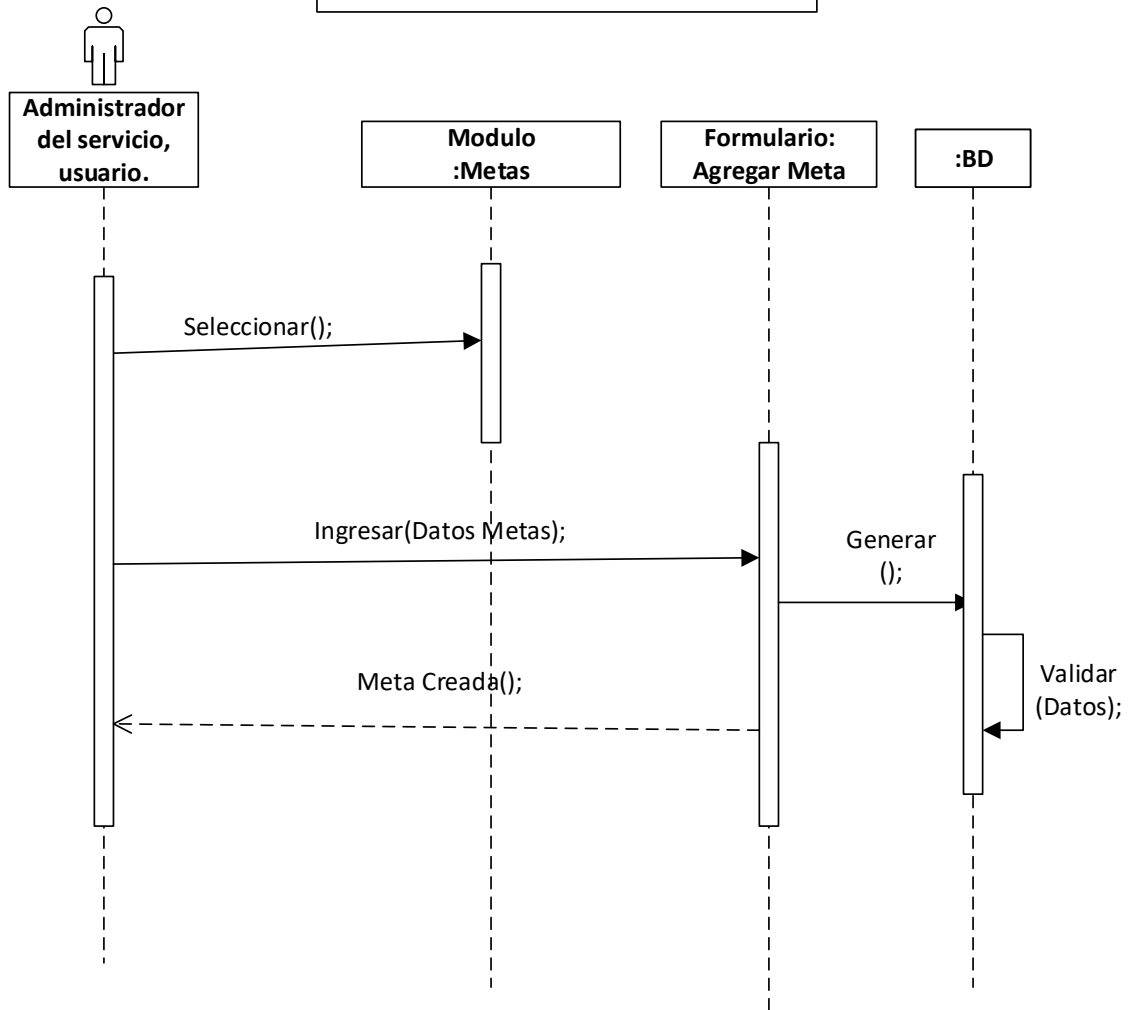 Administrador
del servicio,
usuario.
Modulo
:Metas
Formulario:
Agregar Meta
:BD
Seleccionar();
Ingresar(Datos Metas);
Generar
();
Meta Creada();
Validar
(Datos);